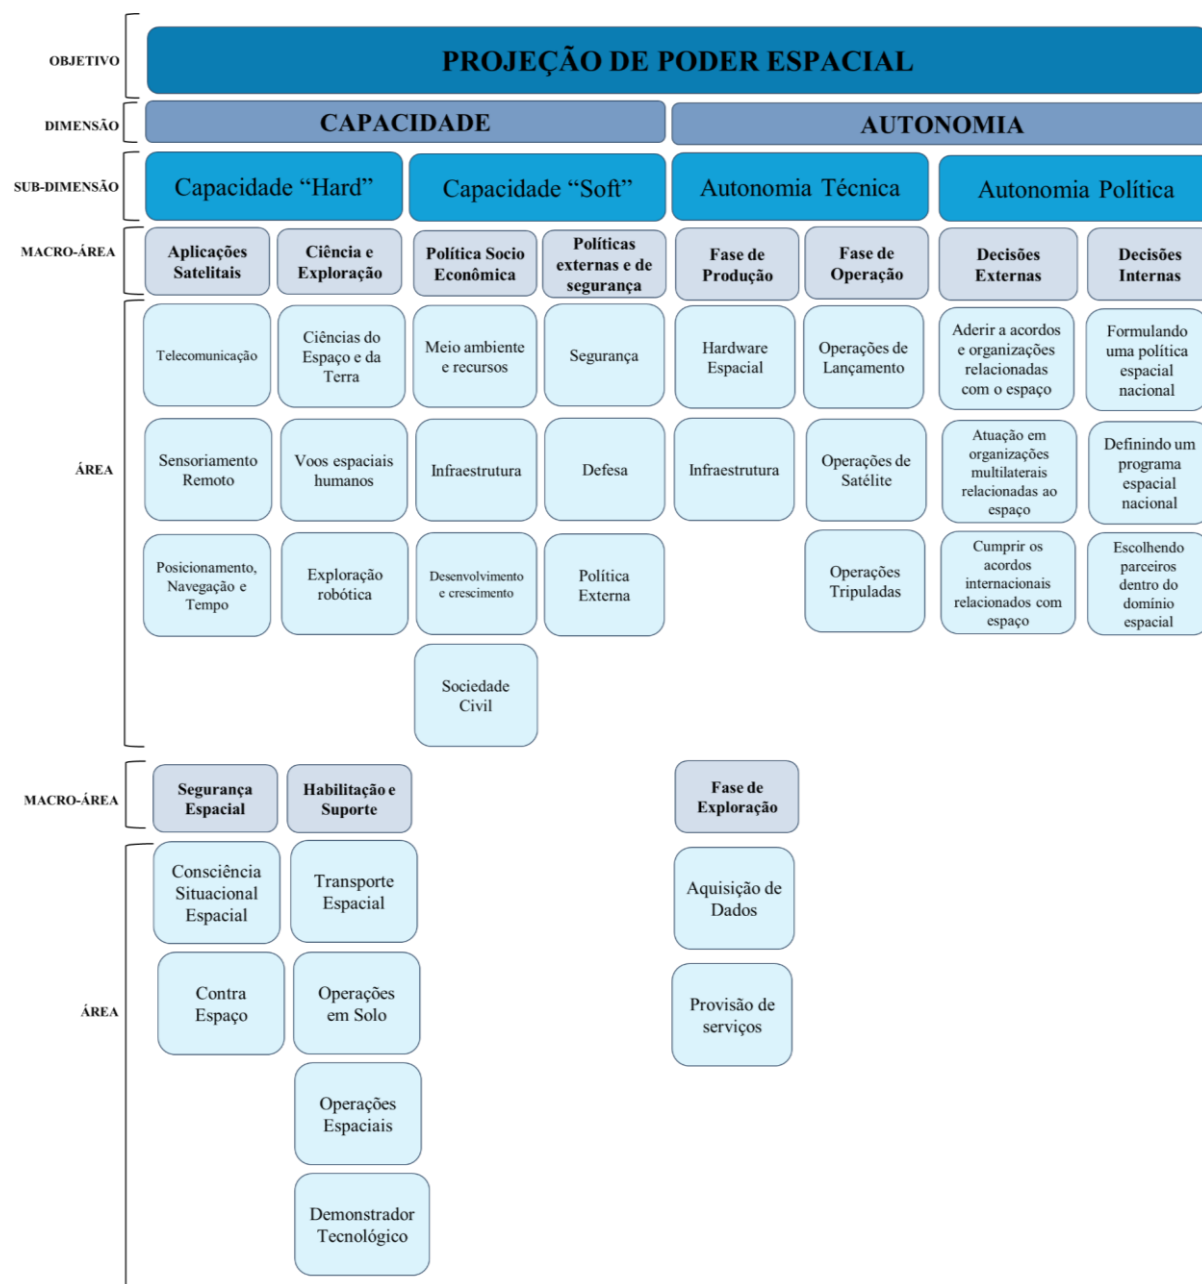 OBJETIVO
PROJEÇÃO DE PODER ESPACIAL
DIMENSÃO
CAPACIDADE
AUTONOMIA
SUB-DIMENSÃO
Capacidade “Hard”
Capacidade “Soft”
Autonomia Técnica
Autonomia Política
MACRO-ÁREA
Aplicações
Satelitais
Ciência e
Exploração
Política Socio
Econômica
Políticas
externas e de
segurança
Fase de
Produção
Fase de
Operação
Decisões
Externas
Decisões
Internas
ÁREA
Telecomunicação
Ciências do
Espaço e da
Terra
Meio ambiente
e recursos
Segurança
Hardware
Espacial
Operações de
Lançamento
Aderir a acordos
e organizações
relacionadas
com o espaço
Formulando
uma política
espacial
nacional
Sensoriamento
Remoto
Voos espaciais
humanos
Infraestrutura
Defesa
Infraestrutura
Operações de
Satélite
Atuação em
organizações
multilaterais
relacionadas ao
espaço
Definindo um
programa
espacial
nacional
Posicionamento,
Navegação e
Tempo
Exploração
robótica
Desenvolvimento
e crescimento
Política
Externa
Operações
Tripuladas
Cumprir os
acordos
internacionais
relacionados com
espaço
Escolhendo
parceiros
dentro do
domínio
espacial
Sociedade
Civil
MACRO-ÁREA
Segurança
Espacial
Habilitação e
Suporte
Fase de
Exploração
ÁREA
Consciência
Situacional
Espacial
Transporte
Espacial
Aquisição de
Dados
Contra
Espaço
Operações
em Solo
Provisão de
serviços
Operações
Espaciais
Demonstrador
Tecnológico